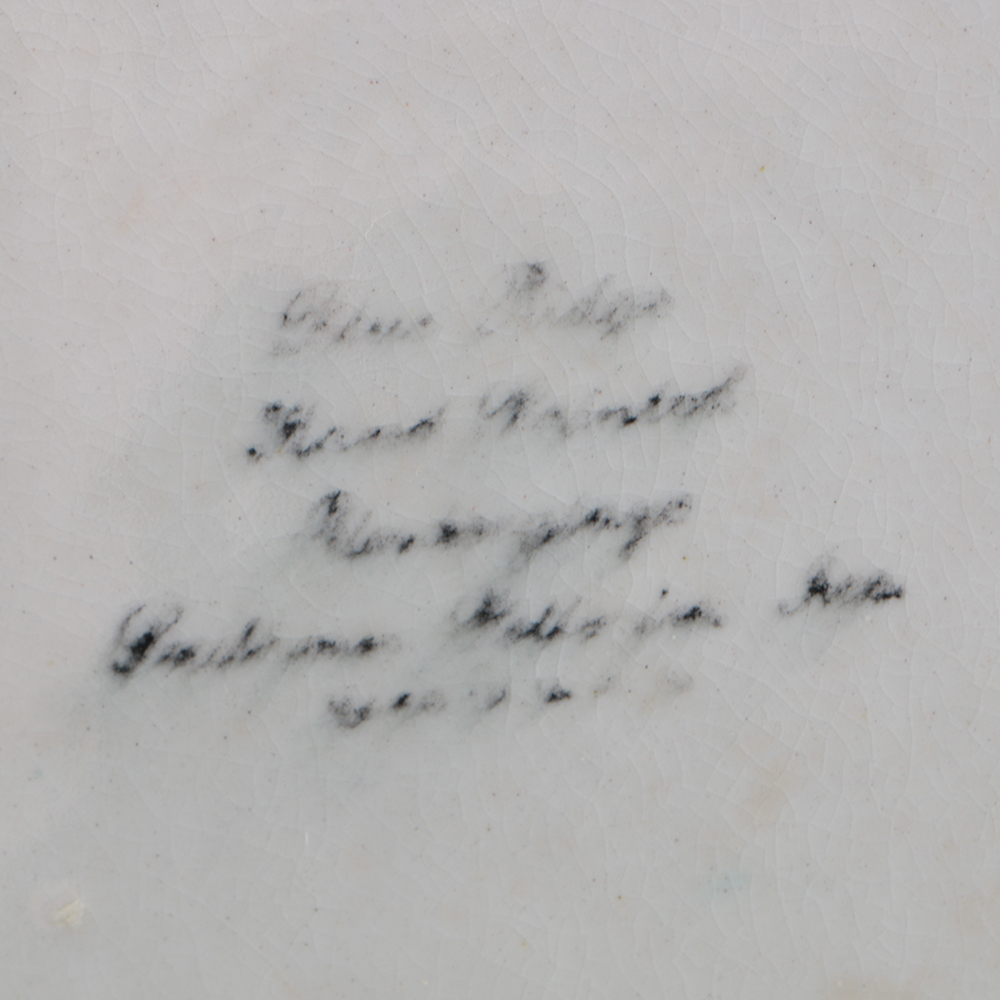 Blue Ridge
Hand Painted
Underglaze
Southern Potteries Inc.